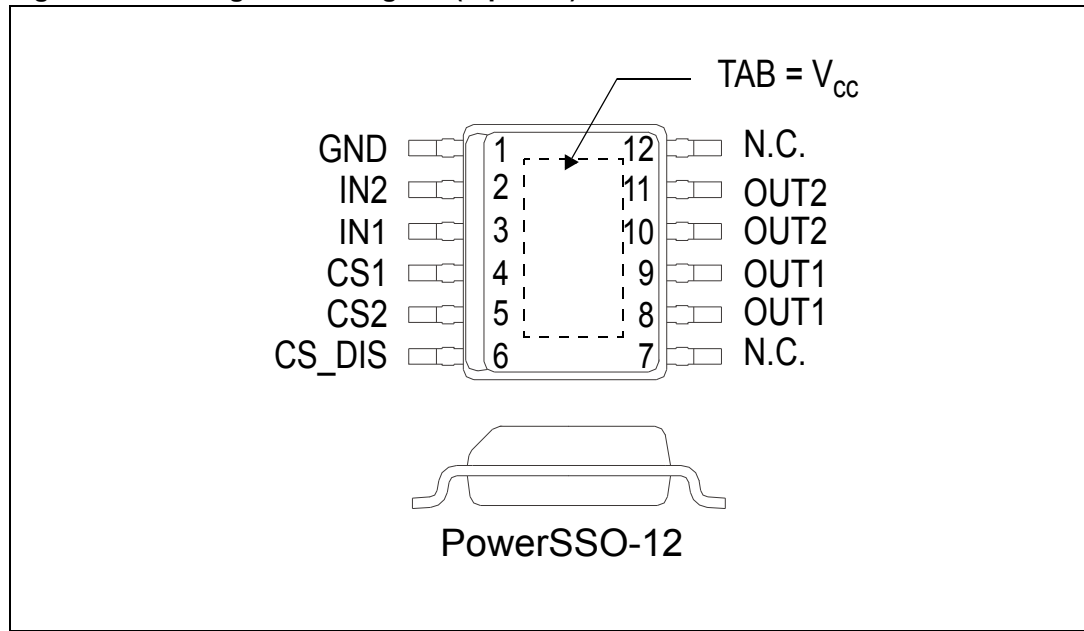 TAB = VCC
GND 1 12 N.C.
IN2 2 11 OUT2
IN1 3 10 OUT2
CS1 4 9 OUT1
CS2 5 8 OUT1
CS_DIS 6 7 N.C.
PowerSSO-12